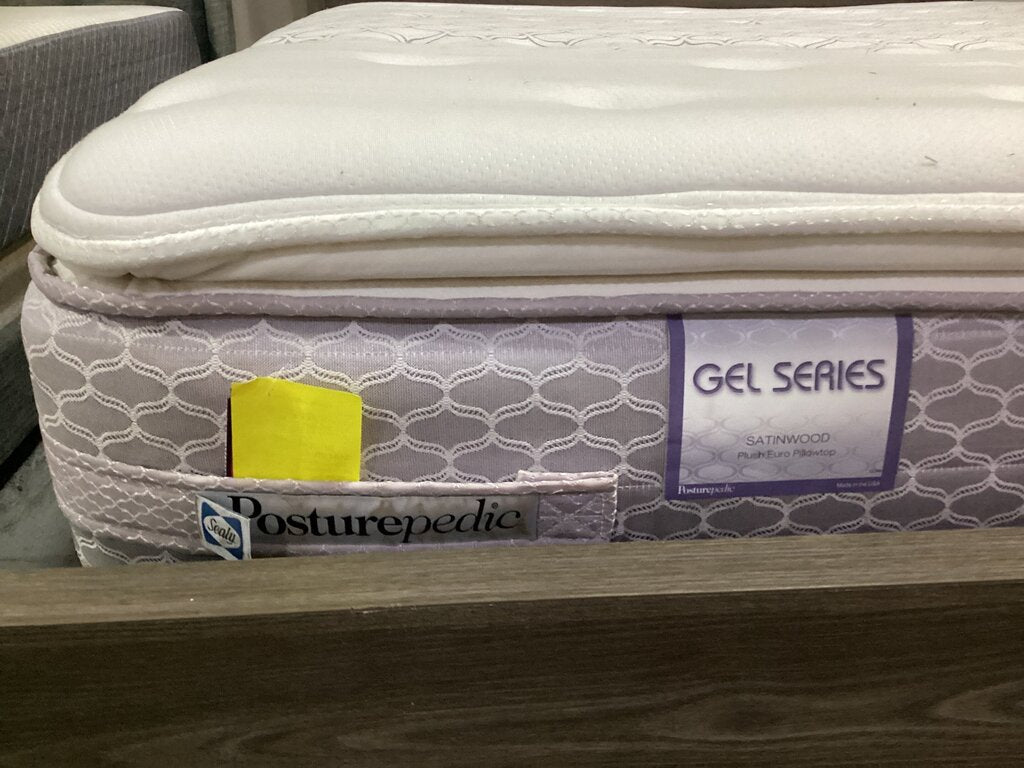 GEL SERIES
SATINWOOD
Plush Euro Pillowtop
Posturepedic
Made in the USA
Sealy
Posturepedic